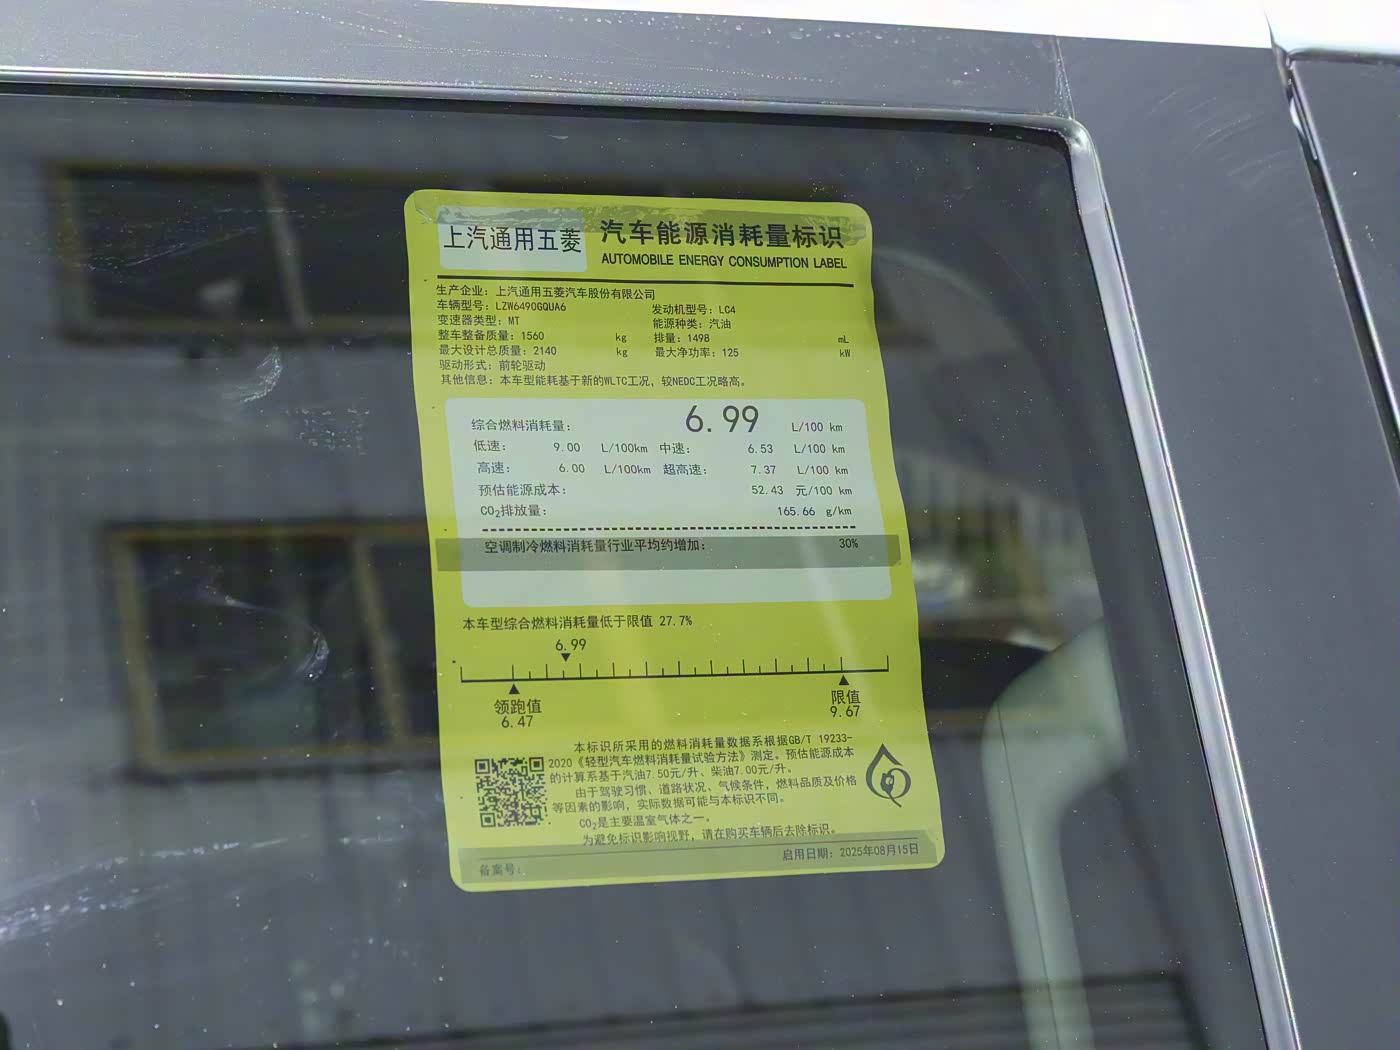 上汽通用五菱 汽车能源消耗量标识
AUTOMOBILE ENERGY CONSUMPTION LABEL
生产企业：上汽通用五菱汽车股份有限公司
车辆型号：LZW6490GQUA6 发动机型号：LC4
变速器类型：MT 能源种类：汽油
整车整备质量：1560 kg 排量：1498 mL
最大设计总质量：2140 kg 最大净功率：125 kW
驱动形式：前轮驱动
其他信息：本车型能耗基于新的WLTC工况，较NEDC工况略高。
综合燃料消耗量： 6.99 L/100 km
低速： 9.00 L/100km 中速： 6.53 L/100 km
高速： 6.00 L/100km 超高速： 7.37 L/100 km
预估能源成本： 52.43 元/100 km
CO₂排放量： 165.66 g/km
空调制冷燃料消耗量行业平均约增加： 30%
本车型综合燃料消耗量低于限值 27.7%
6.99
领跑值 限值
6.47 9.67
本标识所采用的燃料消耗量数据系根据GB/T 19233-
2020《轻型汽车燃料消耗量试验方法》测定。预估能源成本
的计算系基于汽油7.50元/升、柴油7.00元/升。
由于驾驶习惯、道路状况、气候条件，燃料品质及价格
等因素的影响，实际数据可能与本标识不同。
CO₂是主要温室气体之一。
为避免标识影响视野，请在购买车辆后去除标识。
备案号： 启用日期：2025年08月15日